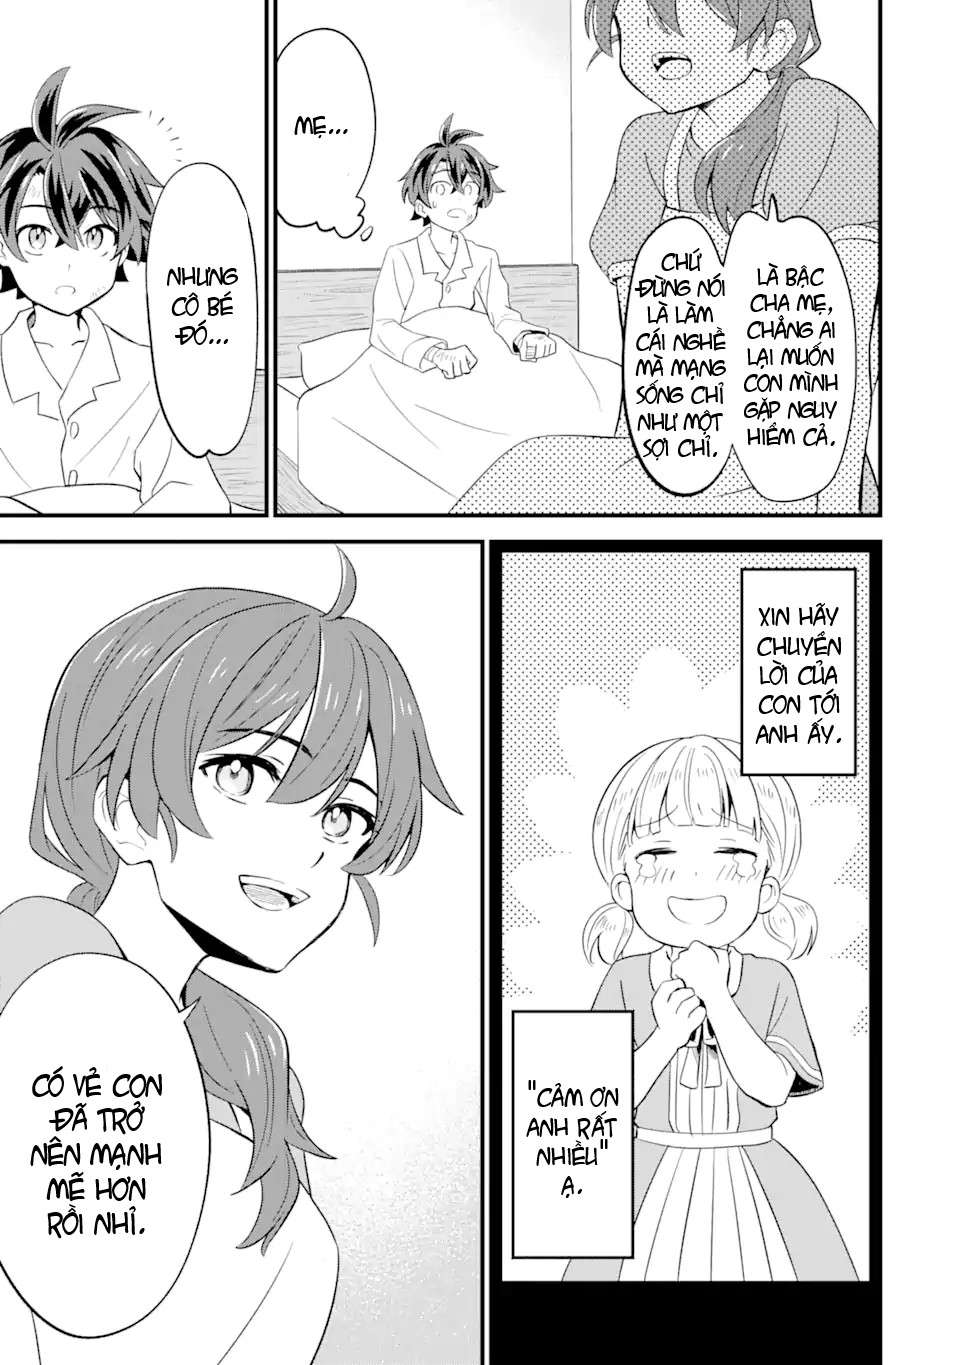 LÀ BẬC
CHA MẸ,
CHẲNG AI
LẠI MUỐN
CON MÌNH
GẶP NGUY
HIỂM CẢ.
CHỨ
ĐỪNG NÓI
LÀ LÀM
CÁI NGHỀ
MÀ MẠNG
SỐNG CHỈ
NHƯ MỘT
SỢI CHỈ.
MẸ...
NHƯNG
CÔ BÉ
ĐÓ...
XIN HÃY
CHUYỂN
LỜI CỦA
CON TỚI
ANH ẤY.
"CẢM ƠN
ANH RẤT
NHIỀU"
Ạ.
CÓ VẺ CON
ĐÃ TRỞ
NÊN MẠNH
MẼ HƠN
RỒI NHỈ.